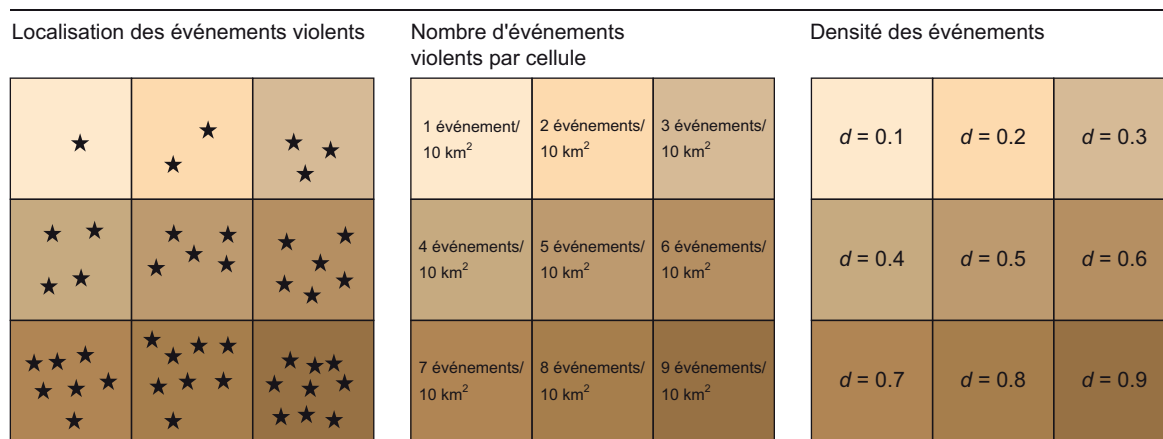 Localisation des événements violents
Nombre d'événements
violents par cellule
Densité des événements
1 événement/
10 km²
2 événements/
10 km²
3 événements/
10 km²
4 événements/
10 km²
5 événements/
10 km²
6 événements/
10 km²
7 événements/
10 km²
8 événements/
10 km²
9 événements/
10 km²
d = 0.1
d = 0.2
d = 0.3
d = 0.4
d = 0.5
d = 0.6
d = 0.7
d = 0.8
d = 0.9